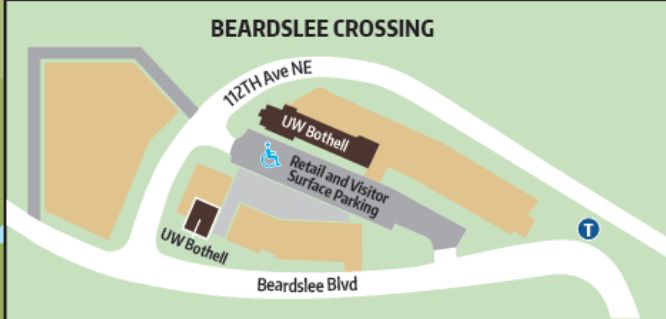 BEARDSLEE CROSSING
112TH Ave NE
UW Bothell
Retail and Visitor
Surface Parking
UW Bothell
T
Beardslee Blvd